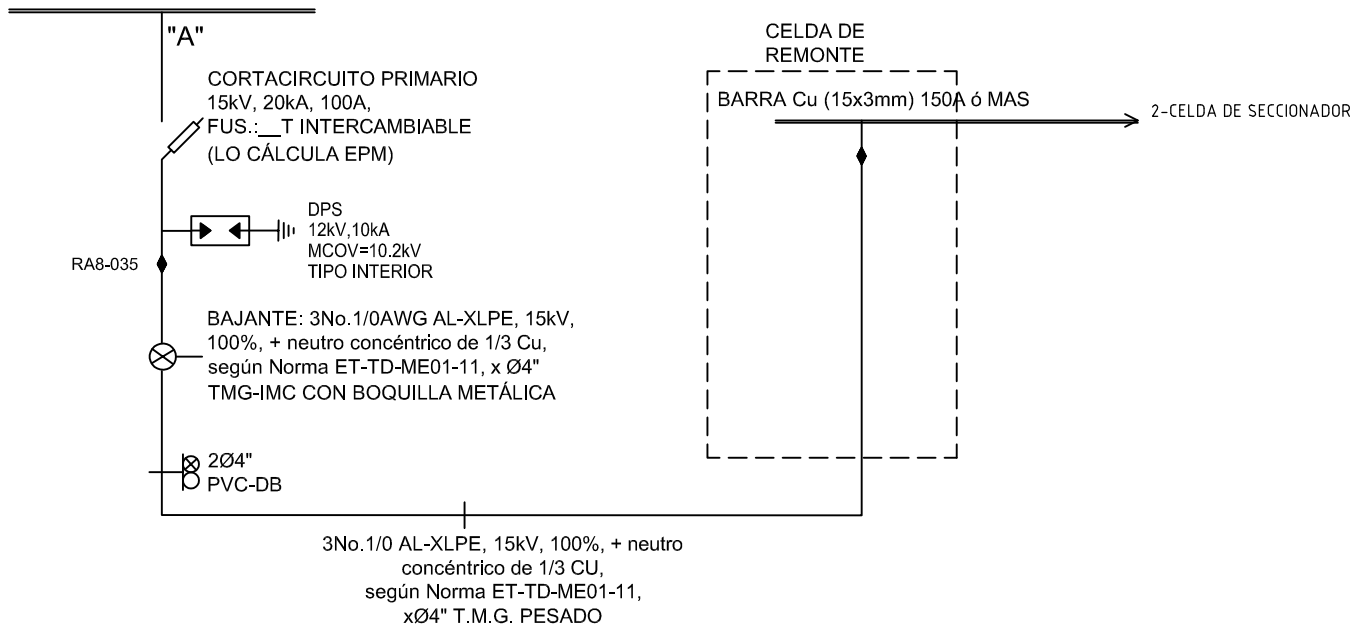 "A"
CORTACIRCUITO PRIMARIO
15kV, 20kA, 100A,
FUS.:__T INTERCAMBIABLE
(LO CÁLCULA EPM)
DPS
12kV,10kA
MCOV=10.2kV
TIPO INTERIOR
RA8-035
BAJANTE: 3No.1/0AWG AL-XLPE, 15kV,
100%, + neutro concéntrico de 1/3 Cu,
según Norma ET-TD-ME01-11, x Ø4"
TMG-IMC CON BOQUILLA METÁLICA
2Ø4"
PVC-DB
3No.1/0 AL-XLPE, 15kV, 100%, + neutro
concéntrico de 1/3 CU,
según Norma ET-TD-ME01-11,
xØ4" T.M.G. PESADO
CELDA DE
REMONTE
BARRA Cu (15x3mm) 150A ó MAS
2-CELDA DE SECCIONADOR